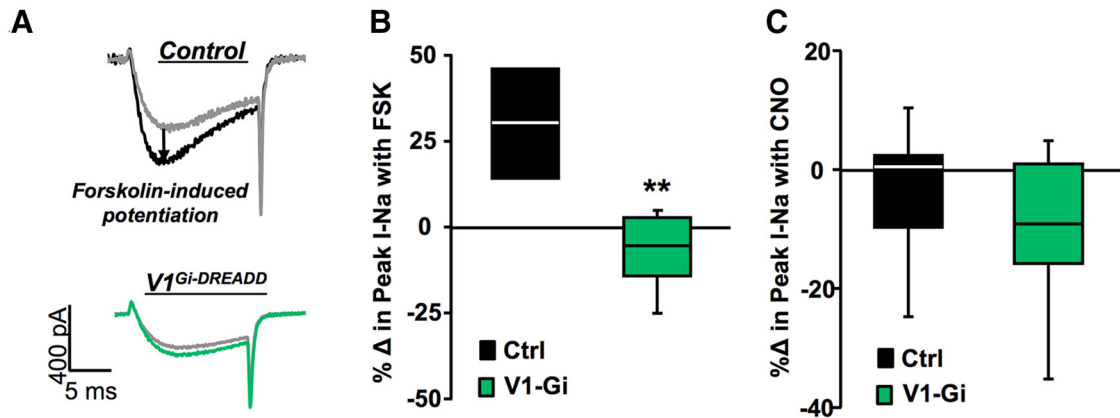 A
Control
Forskolin-induced
potentiation
V1Gi-DREADD
400 pA
5 ms
B
% Δ in Peak I-Na with FSK
50
25
0
-25
-50
**
Ctrl
V1-Gi
C
%Δ in Peak I-Na with CNO
20
0
-20
-40
Ctrl
V1-Gi